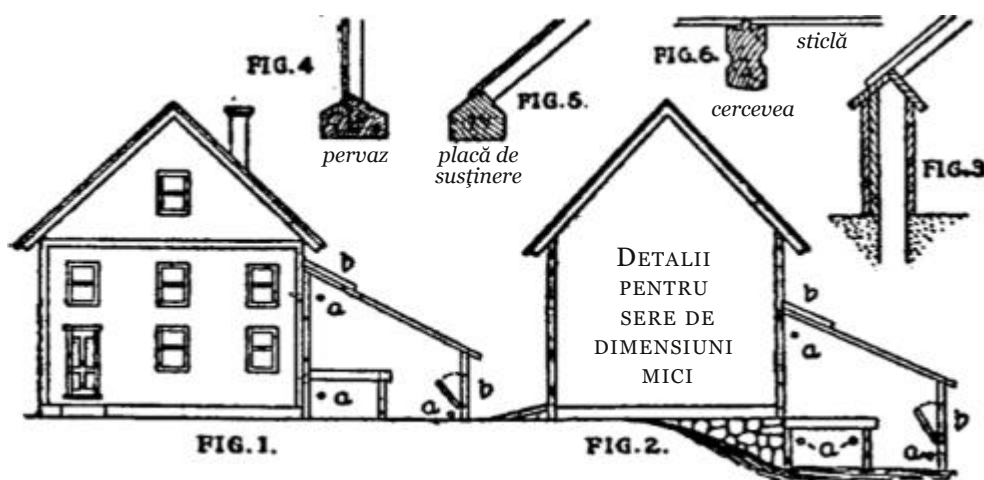 FIG. 4
pervaz
FIG. 5.
placă de
susţinere
FIG. 6.
sticlă
cercevea
FIG. 3
b
a
a
a
b
FIG. 1.
DETALII
PENTRU
SERE DE
DIMENSIUNI
MICI
b
a
a
a
b
FIG. 2.